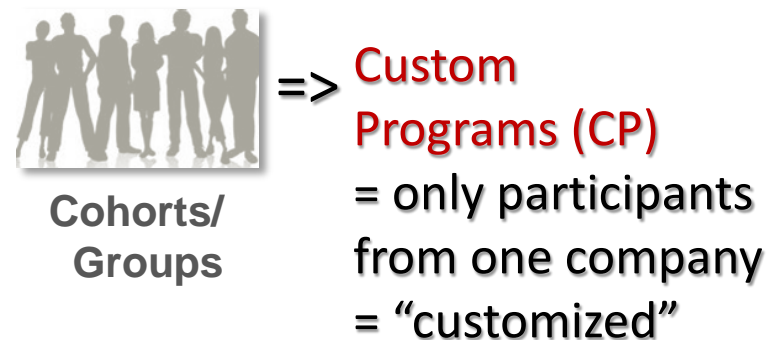 Cohorts/
Groups
=> Custom
Programs (CP)
= only participants
from one company
= “customized”